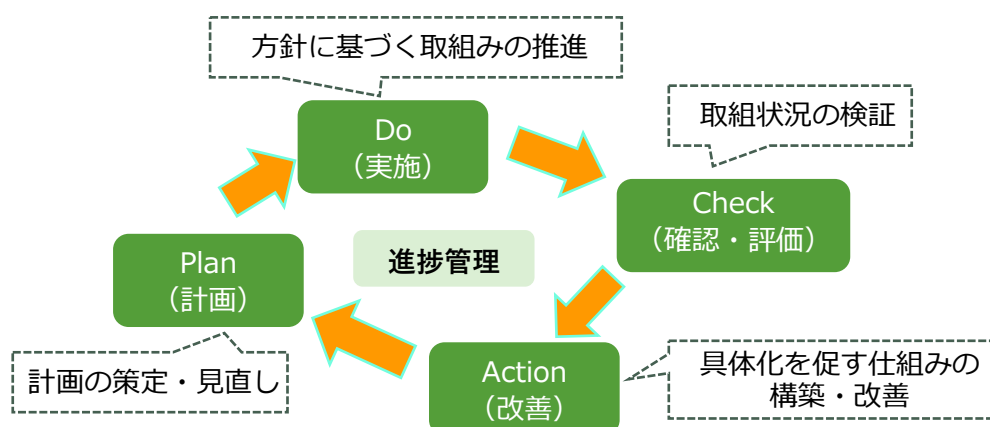 方針に基づく取組みの推進
Do
（実施）
取組状況の検証
Check
（確認・評価）
進捗管理
Plan
（計画）
計画の策定・見直し
Action
（改善）
具体化を促す仕組みの
構築・改善